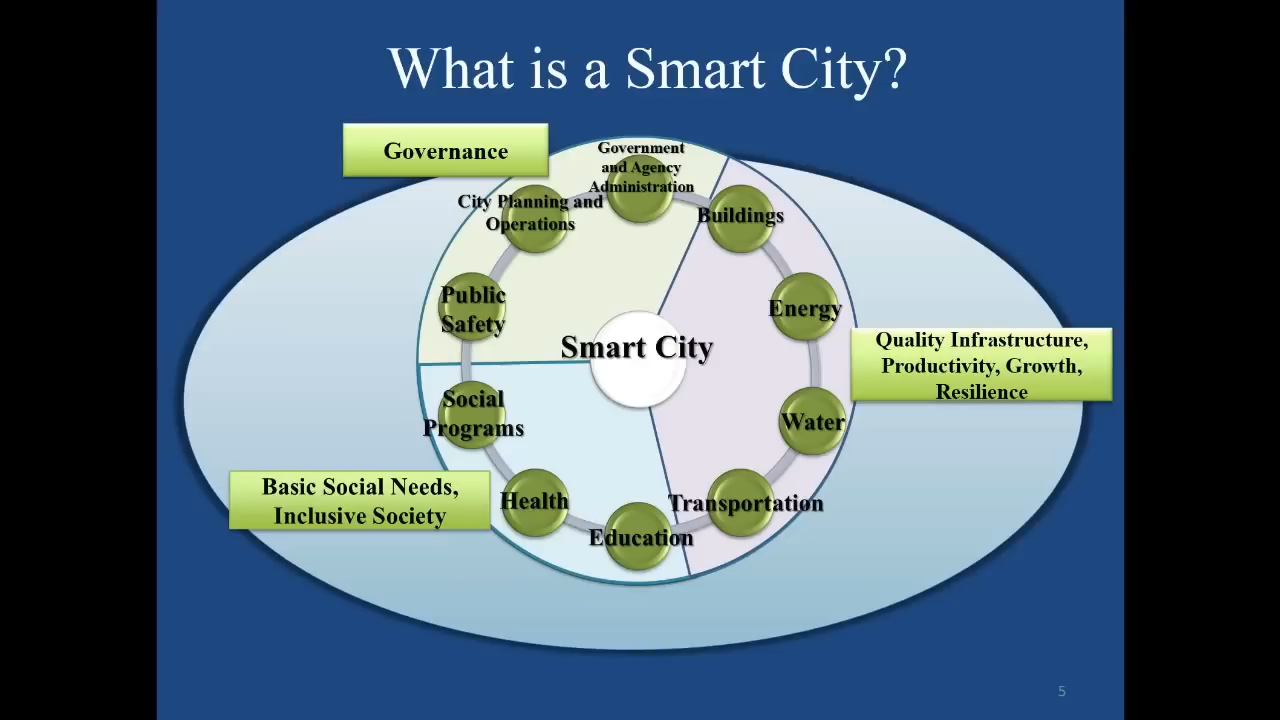 What is a Smart City?
Governance
Government
and Agency
Administration
City Planning and
Operations
Buildings
Public
Safety
Energy
Smart City
Quality Infrastructure,
Productivity, Growth,
Resilience
Social
Programs
Water
Basic Social Needs,
Inclusive Society
Health
Transportation
Education
5